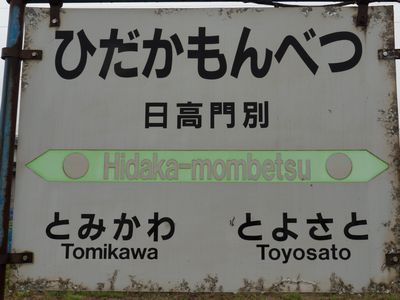 ひだかもんべつ
日高門別
Hidaka-mombetsu
とみかわ とよさと
Tomikawa Toyosato